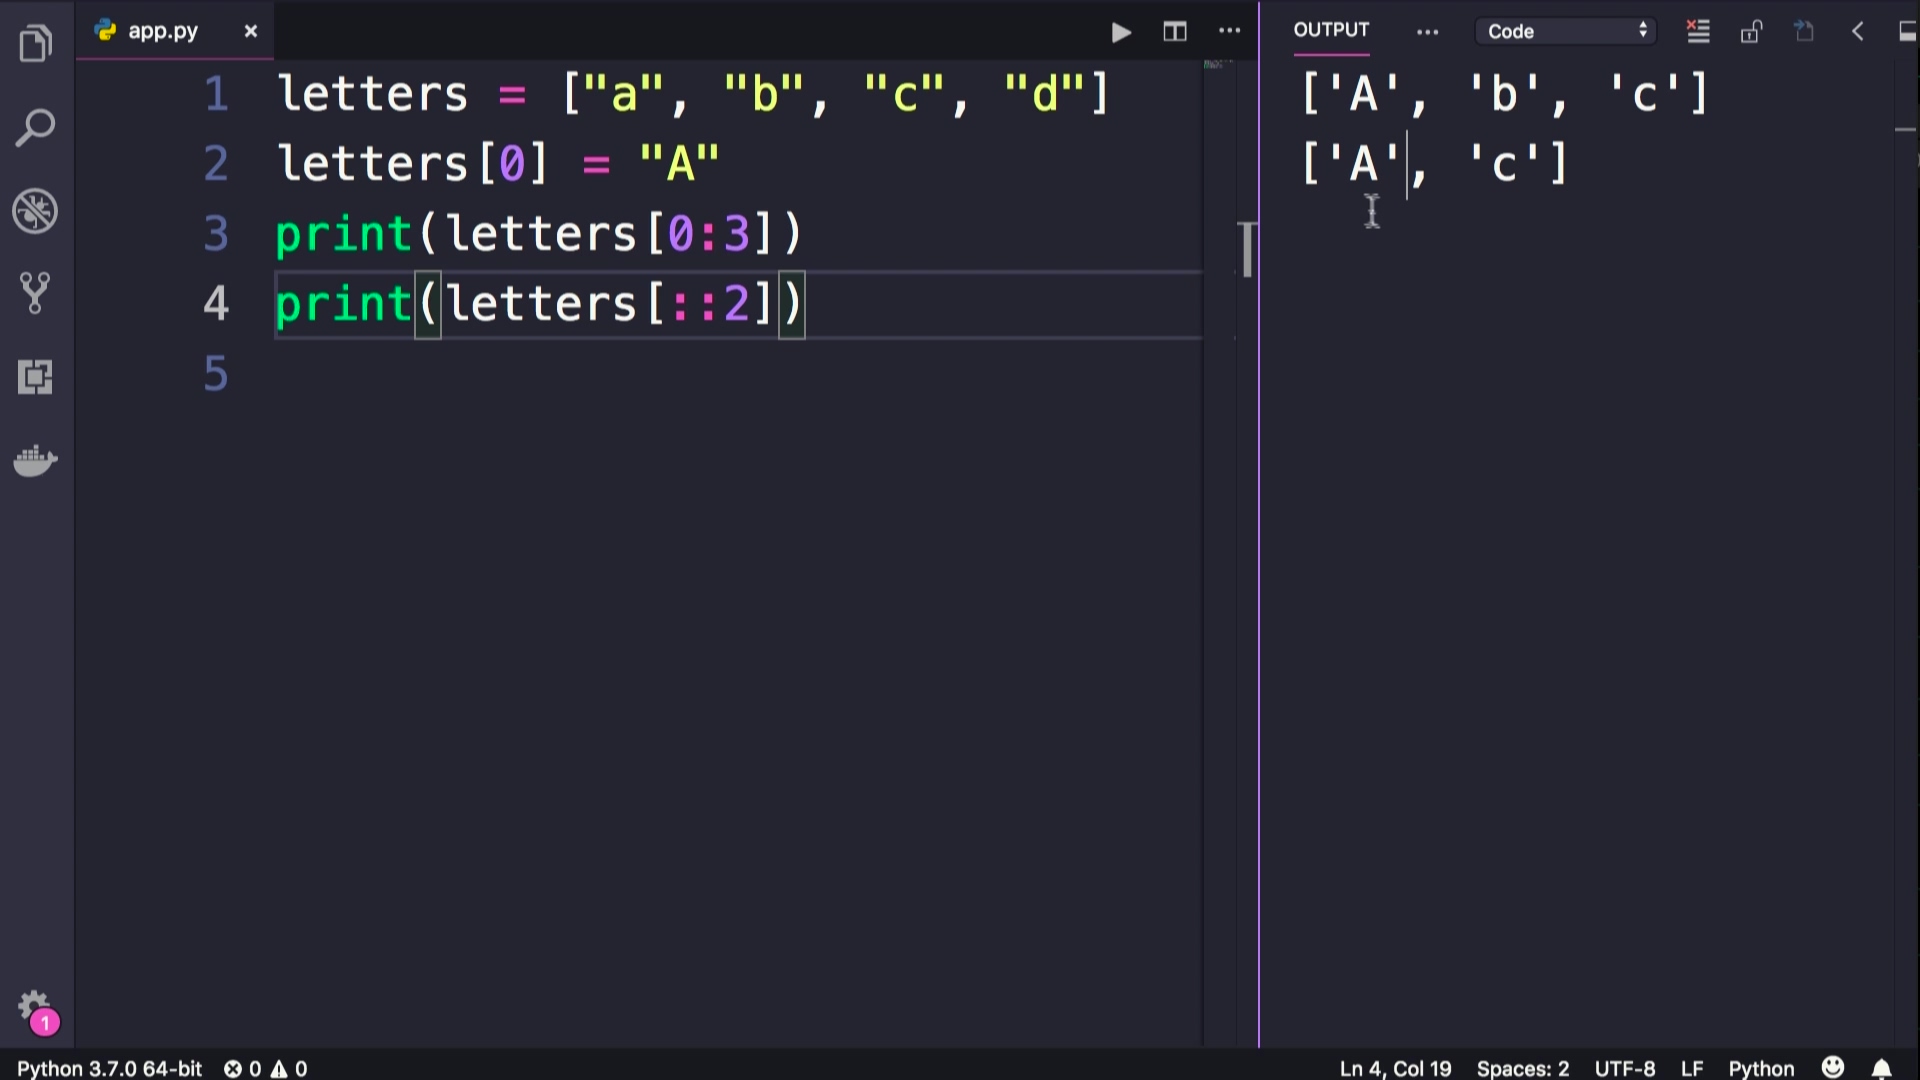 app.py
OUTPUT
Code
1 letters = ["a", "b", "c", "d"]
2 letters[0] = "A"
3 print(letters[0:3])
4 print(letters[::2])
5
['A', 'b', 'c']
['A', 'c']
1
Python 3.7.0 64-bit 0 0
Ln 4, Col 19 Spaces: 2 UTF-8 LF Python